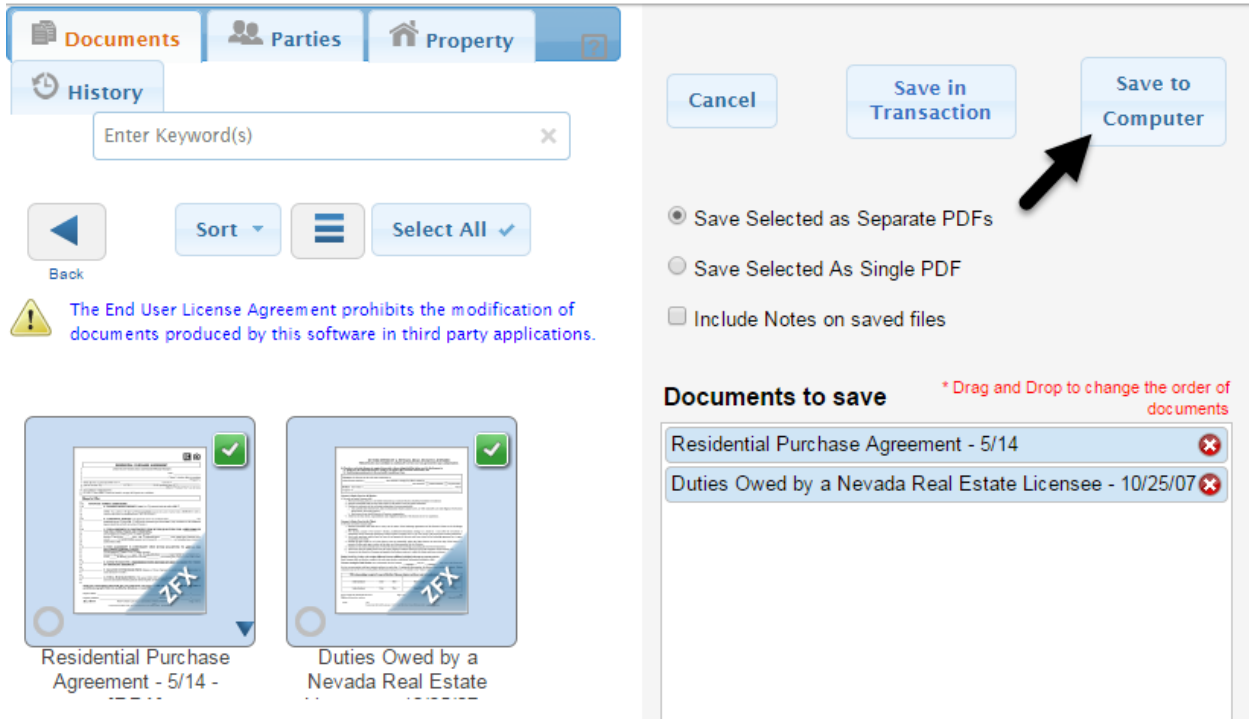 Documents
Parties
Property
?
History
Enter Keyword(s)
Back
Sort
Select All
The End User License Agreement prohibits the modification of
documents produced by this software in third party applications.
ZFX
ZFX
Residential Purchase
Agreement - 5/14 -
Duties Owed by a
Nevada Real Estate
Cancel
Save in
Transaction
Save to
Computer
Save Selected as Separate PDFs
Save Selected As Single PDF
Include Notes on saved files
Documents to save
* Drag and Drop to change the order of
documents
Residential Purchase Agreement - 5/14
Duties Owed by a Nevada Real Estate Licensee - 10/25/07